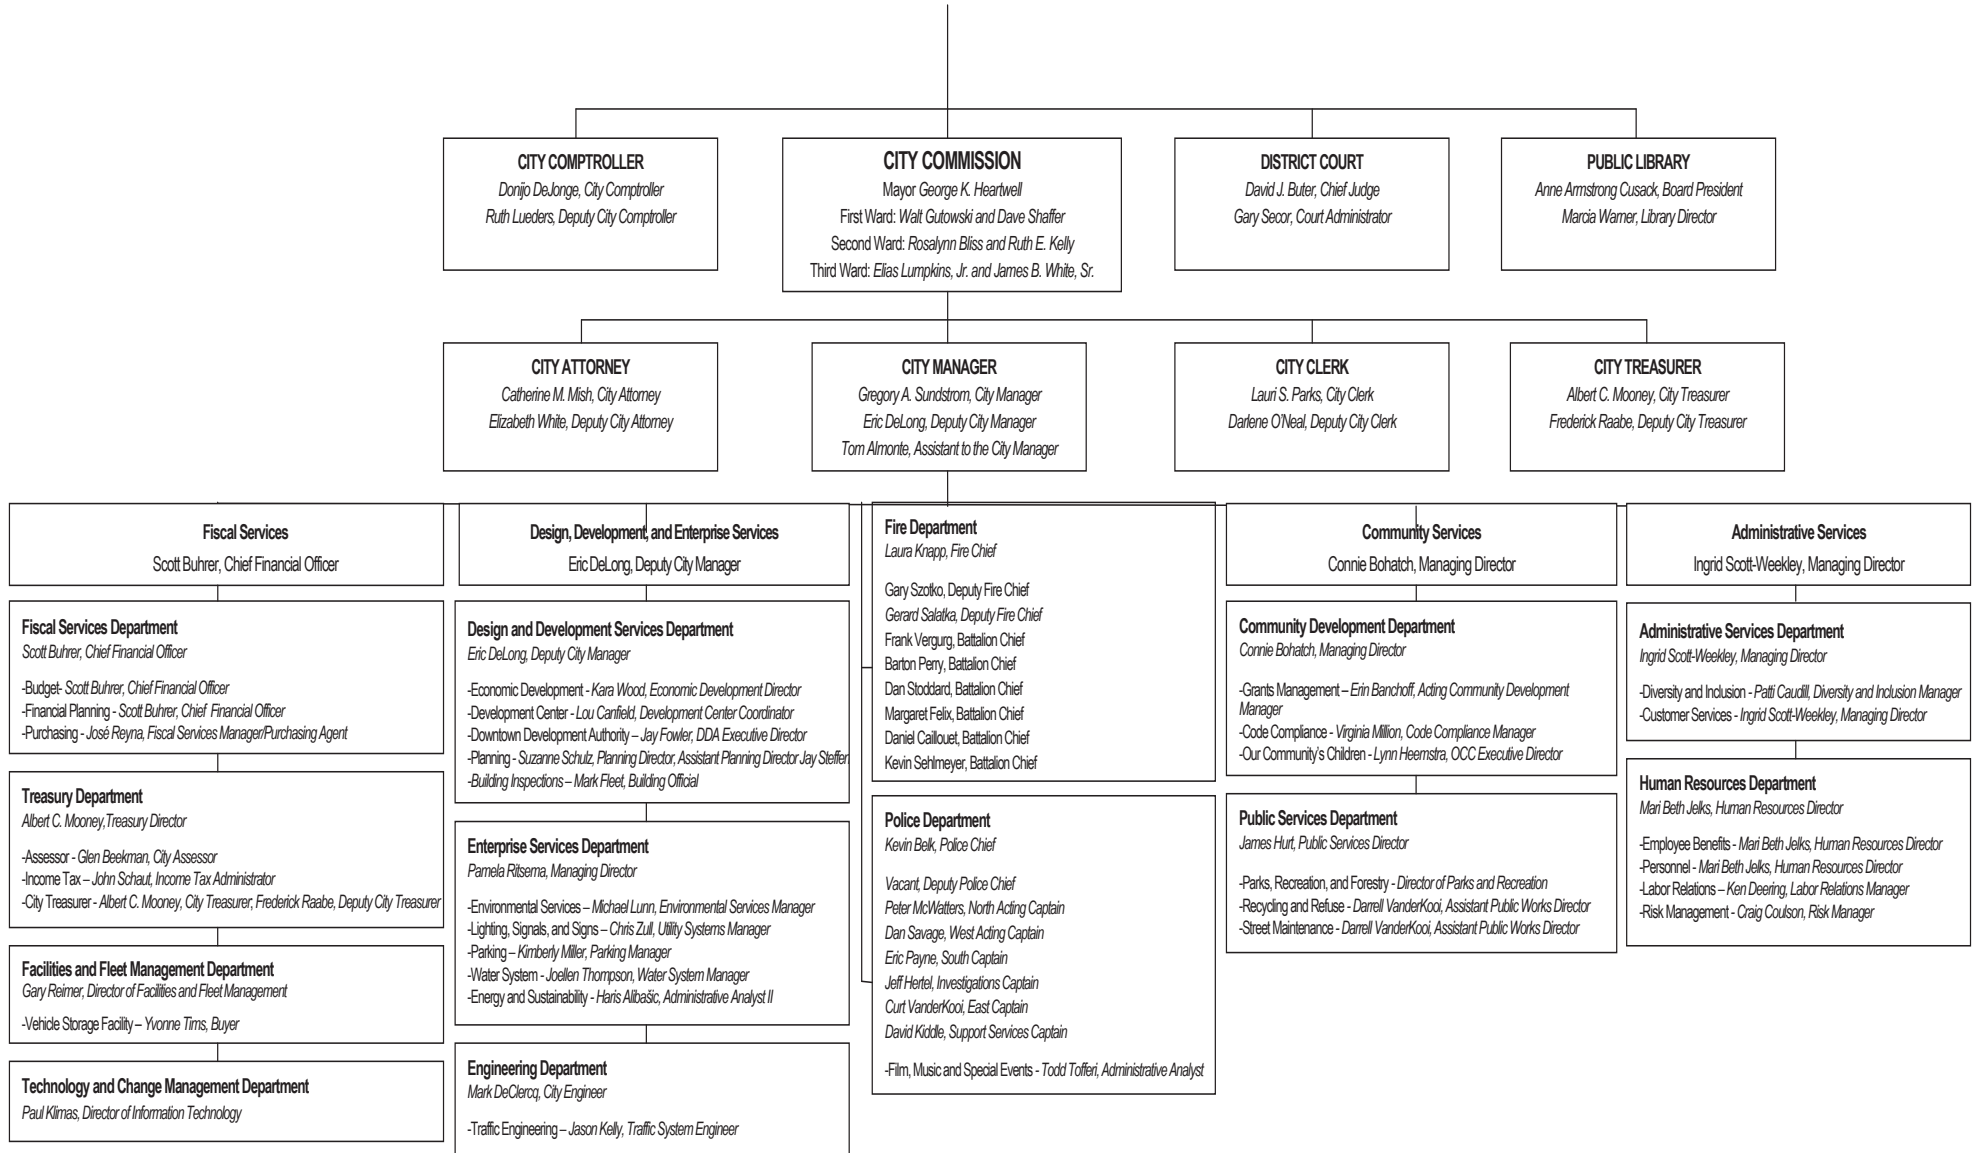 CITY COMPTROLLER
Donijo DeJonge, City Comptroller
Ruth Lueders, Deputy City Comptroller
CITY COMMISSION
Mayor George K. Heartwell
First Ward: Walt Gutowski and Dave Shaffer
Second Ward: Rosalynn Bliss and Ruth E. Kelly
Third Ward: Elias Lumpkins, Jr. and James B. White, Sr.
DISTRICT COURT
David J. Buter, Chief Judge
Gary Secor, Court Administrator
PUBLIC LIBRARY
Anne Armstrong Cusack, Board President
Marcia Warner, Library Director
CITY ATTORNEY
Catherine M. Mish, City Attorney
Elizabeth White, Deputy City Attorney
CITY MANAGER
Gregory A. Sundstrom, City Manager
Eric DeLong, Deputy City Manager
Tom Almonte, Assistant to the City Manager
CITY CLERK
Lauri S. Parks, City Clerk
Darlene O'Neal, Deputy City Clerk
CITY TREASURER
Albert C. Mooney, City Treasurer
Frederick Raabe, Deputy City Treasurer
Fiscal Services
Scott Buhrer, Chief Financial Officer
Fiscal Services Department
Scott Buhrer, Chief Financial Officer
-Budget- Scott Buhrer, Chief Financial Officer
-Financial Planning - Scott Buhrer, Chief Financial Officer
-Purchasing - José Reyna, Fiscal Services Manager/Purchasing Agent
Treasury Department
Albert C. Mooney,Treasury Director
-Assessor - Glen Beekman, City Assessor
-Income Tax – John Schaut, Income Tax Administrator
-City Treasurer - Albert C. Mooney, City Treasurer; Frederick Raabe, Deputy City Treasurer
Facilities and Fleet Management Department
Gary Reimer, Director of Facilities and Fleet Management
-Vehicle Storage Facility – Yvonne Tims, Buyer
Technology and Change Management Department
Paul Klimas, Director of Information Technology
Design, Development, and Enterprise Services
Eric DeLong, Deputy City Manager
Design and Development Services Department
Eric DeLong, Deputy City Manager
-Economic Development - Kara Wood, Economic Development Director
-Development Center - Lou Canfield, Development Center Coordinator
-Downtown Development Authority – Jay Fowler, DDA Executive Director
-Planning - Suzanne Schulz, Planning Director, Assistant Planning Director Jay Steffen
-Building Inspections – Mark Fleet, Building Official
Enterprise Services Department
Pamela Ritsema, Managing Director
-Environmental Services – Michael Lunn, Environmental Services Manager
-Lighting, Signals, and Signs – Chris Zull, Utility Systems Manager
-Parking – Kimberly Miller, Parking Manager
-Water System - Joellen Thompson, Water System Manager
-Energy and Sustainability - Haris Alibašic, Administrative Analyst II
Engineering Department
Mark DeClercq, City Engineer
-Traffic Engineering – Jason Kelly, Traffic System Engineer
Fire Department
Laura Knapp, Fire Chief
Gary Szotko, Deputy Fire Chief
Gerard Salatka, Deputy Fire Chief
Frank Vergurg, Battalion Chief
Barton Perry, Battalion Chief
Dan Stoddard, Battalion Chief
Margaret Felix, Battalion Chief
Daniel Caillouet, Battalion Chief
Kevin Sehlmeyer, Battalion Chief
Police Department
Kevin Belk, Police Chief
Vacant, Deputy Police Chief
Peter McWatters, North Acting Captain
Dan Savage, West Acting Captain
Eric Payne, South Captain
Jeff Hertel, Investigations Captain
Curt VanderKooi, East Captain
David Kiddle, Support Services Captain
-Film, Music and Special Events - Todd Tofferi, Administrative Analyst
Community Services
Connie Bohatch, Managing Director
Community Development Department
Connie Bohatch, Managing Director
-Grants Management – Erin Banchoff, Acting Community Development
Manager
-Code Compliance - Virginia Million, Code Compliance Manager
-Our Community's Children - Lynn Heemstra, OCC Executive Director
Public Services Department
James Hurt, Public Services Director
-Parks, Recreation, and Forestry - Director of Parks and Recreation
-Recycling and Refuse - Darrell VanderKooi, Assistant Public Works Director
-Street Maintenance - Darrell VanderKooi, Assistant Public Works Director
Administrative Services
Ingrid Scott-Weekley, Managing Director
Administrative Services Department
Ingrid Scott-Weekley, Managing Director
-Diversity and Inclusion - Patti Caudill, Diversity and Inclusion Manager
-Customer Services - Ingrid Scott-Weekley, Managing Director
Human Resources Department
Mari Beth Jelks, Human Resources Director
-Employee Benefits - Mari Beth Jelks, Human Resources Director
-Personnel - Mari Beth Jelks, Human Resources Director
-Labor Relations – Ken Deering, Labor Relations Manager
-Risk Management - Craig Coulson, Risk Manager